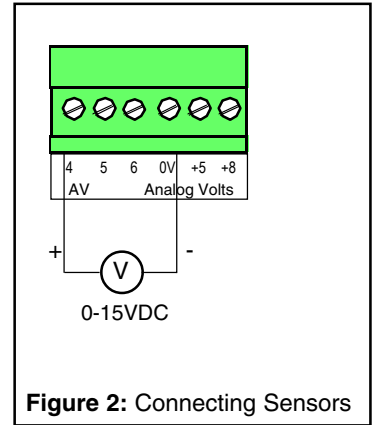 4 5 6 0V +5 +8
AV Analog Volts
+ -
V
0-15VDC
Figure 2: Connecting Sensors